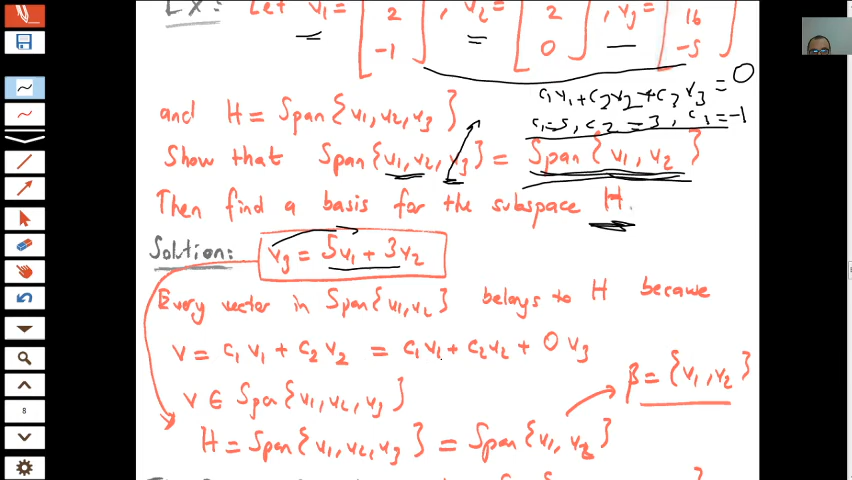 Ex: Let v₁ = [ 2 -1 ], v₂ = [ 2 0 ], v₃ = [ 16 -5 ]
c₁v₁ + c₂v₂ + c₃v₃ = 0
c₁=5, c₂=3, c₃=-1
and H = Span{v₁, v₂, v₃}
Show that Span{v₁, v₂, v₃} = Span{v₁, v₂}
Then find a basis for the subspace H.
Solution: v₃ = 5v₁ + 3v₂
Every vector in Span{v₁,v₂} belongs to H because
v = c₁v₁ + c₂v₂ = c₁v₁ + c₂v₂ + 0v₃
β = {v₁, v₂}
v ∈ Span{v₁, v₂, v₃}
H = Span{v₁, v₂, v₃} = Span{v₁, v₂}
8